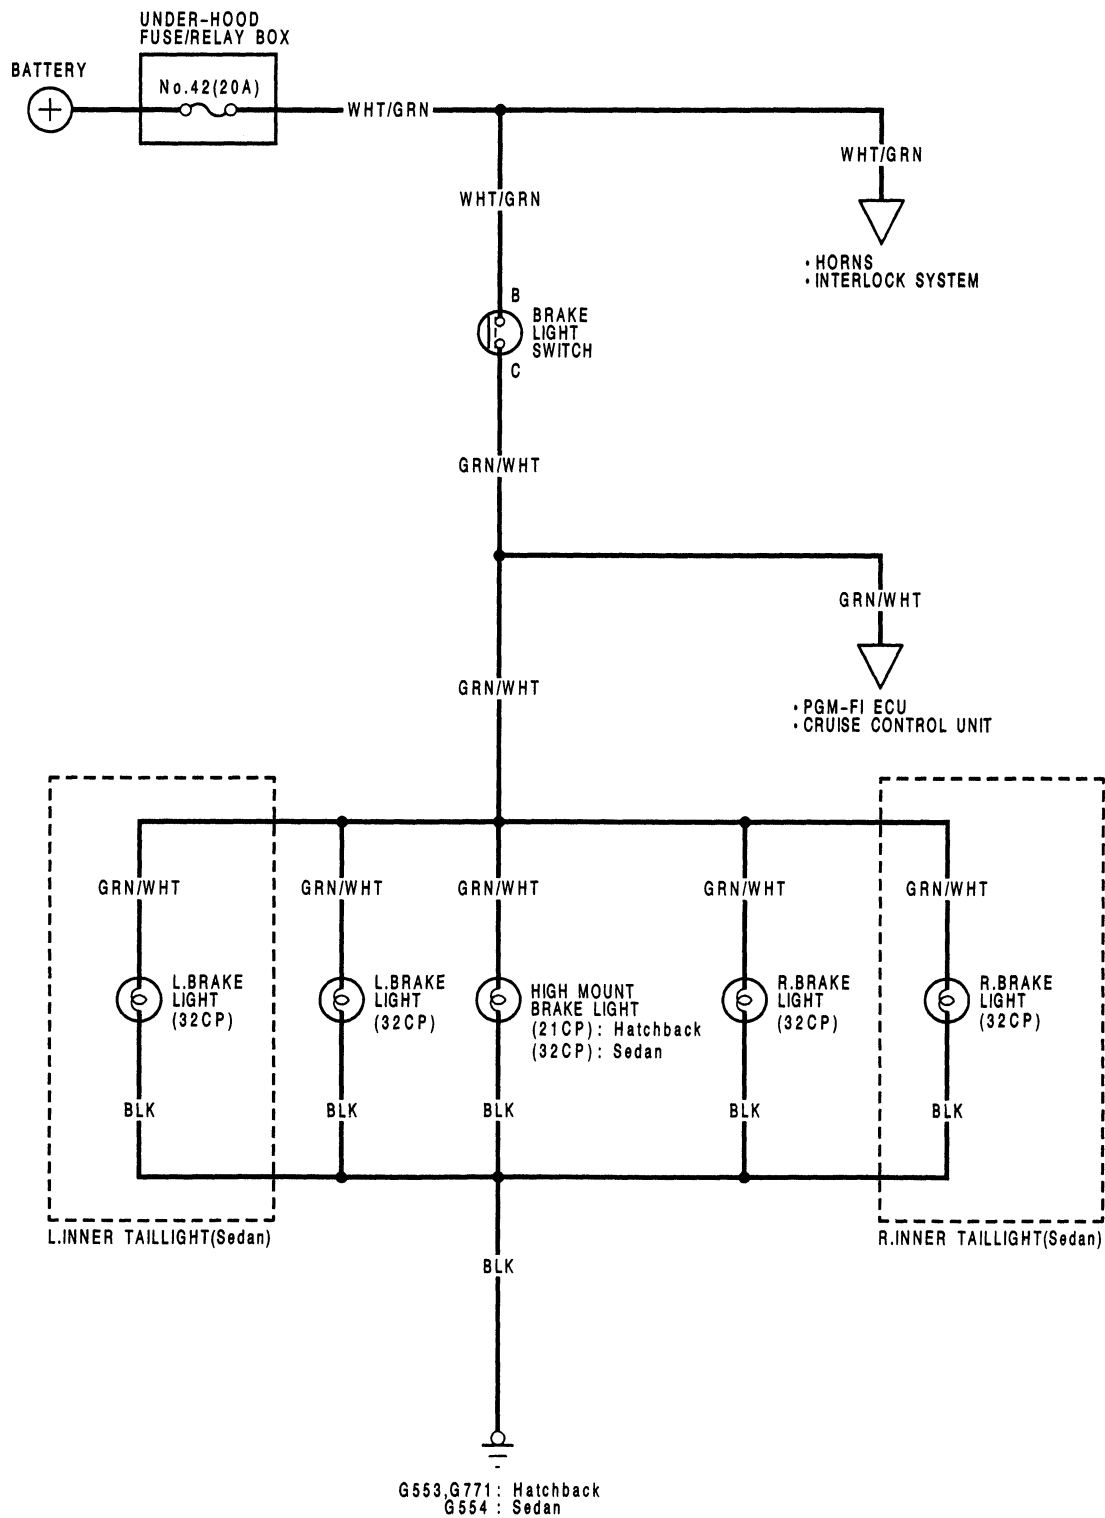 UNDER-HOOD
FUSE/RELAY BOX
BATTERY
No.42(20A)
+
WHT/GRN
WHT/GRN
WHT/GRN
• HORNS
• INTERLOCK SYSTEM
B
BRAKE
LIGHT
SWITCH
C
GRN/WHT
GRN/WHT
GRN/WHT
• PGM-FI ECU
• CRUISE CONTROL UNIT
GRN/WHT
GRN/WHT
GRN/WHT
GRN/WHT
GRN/WHT
L.BRAKE
LIGHT
(32CP)
L.BRAKE
LIGHT
(32CP)
HIGH MOUNT
BRAKE LIGHT
(21CP): Hatchback
(32CP): Sedan
R.BRAKE
LIGHT
(32CP)
R.BRAKE
LIGHT
(32CP)
BLK
BLK
BLK
BLK
BLK
L.INNER TAILLIGHT(Sedan)
R.INNER TAILLIGHT(Sedan)
BLK
G553,G771: Hatchback
G554 : Sedan